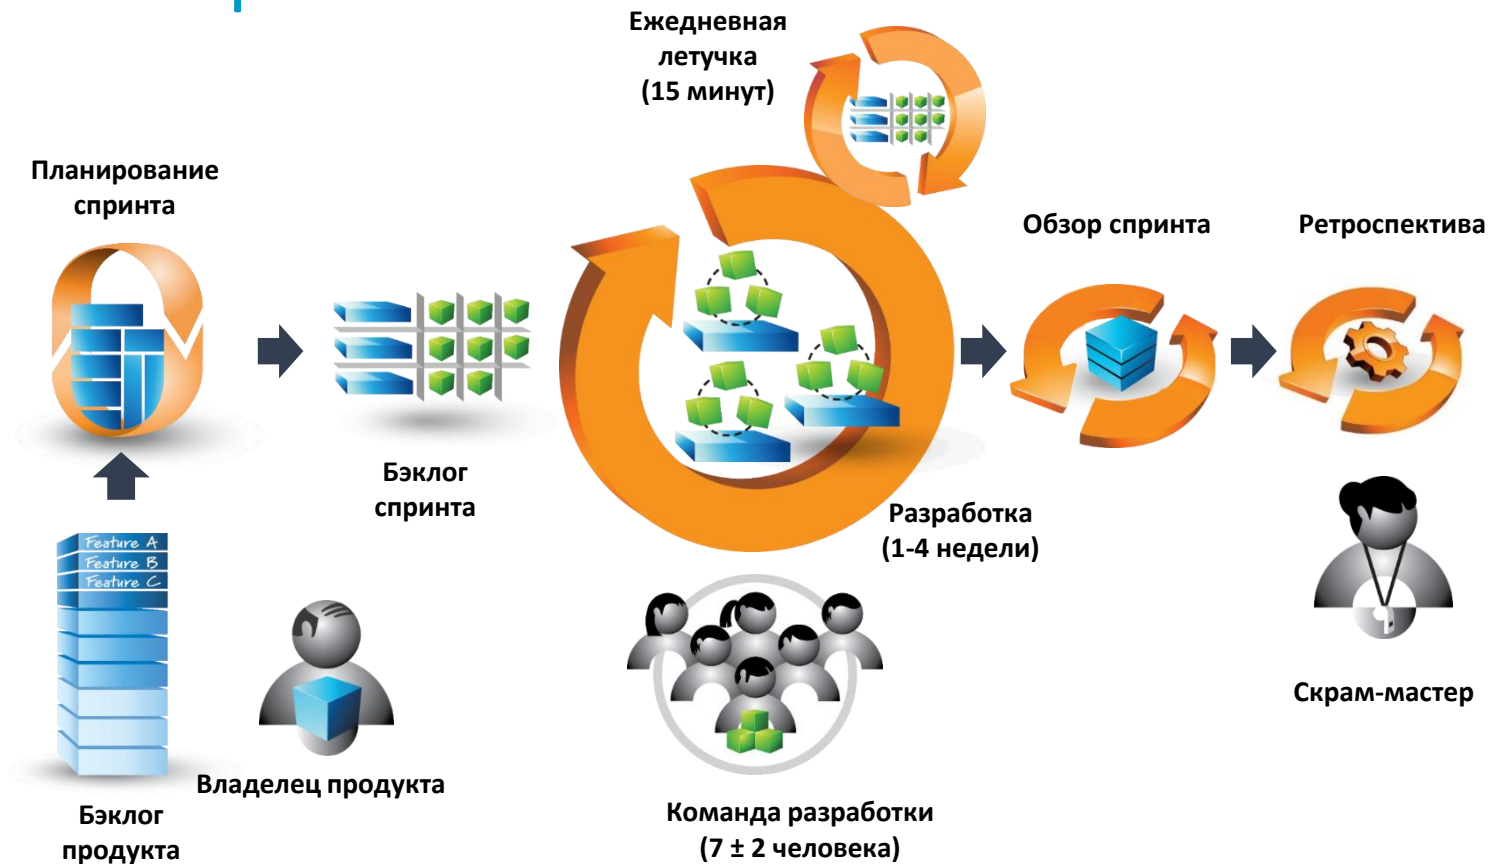 Ежедневная
летучка
(15 минут)
Планирование
спринта
Обзор спринта
Ретроспектива
Бэклог
спринта
Разработка
(1-4 недели)
Feature A
Feature B
Feature C
Скрам-мастер
Владелец продукта
Бэклог
продукта
Команда разработки
(7 ± 2 человека)